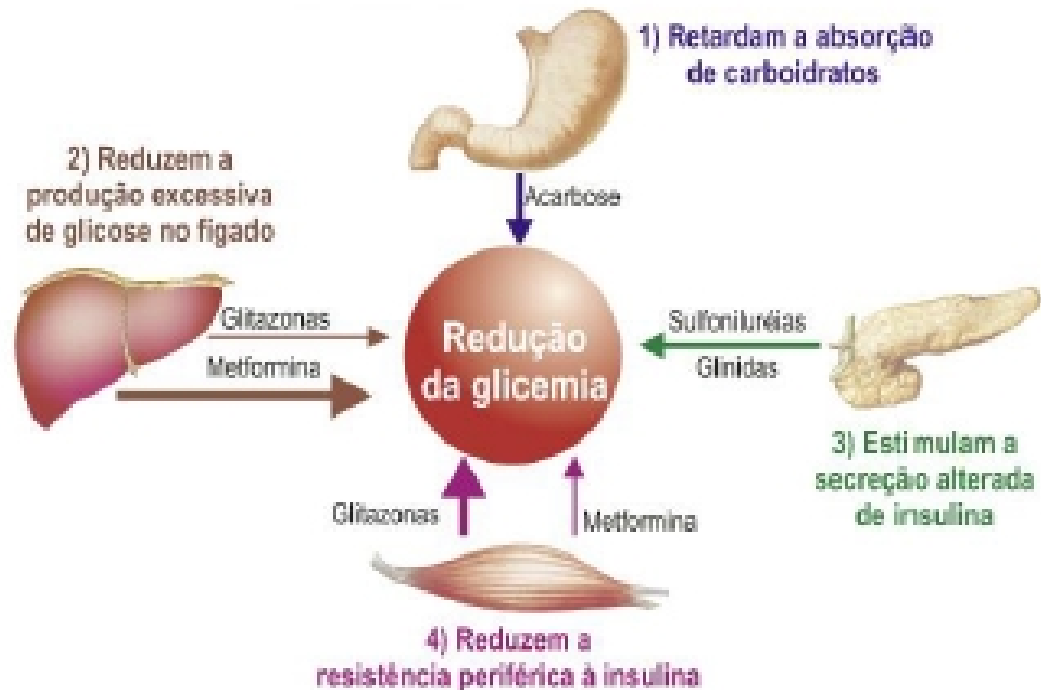 1) Retardam a absorção
de carboidratos
Acarbose
2) Reduzem a
produção excessiva
de glicose no fígado
Glitazonas
Metformina
Redução
da glicemia
Sulfoniluréias
Glinidas
3) Estimulam a
secreção alterada
de insulina
Glitazonas
Metformina
4) Reduzem a
resistência periférica à insulina